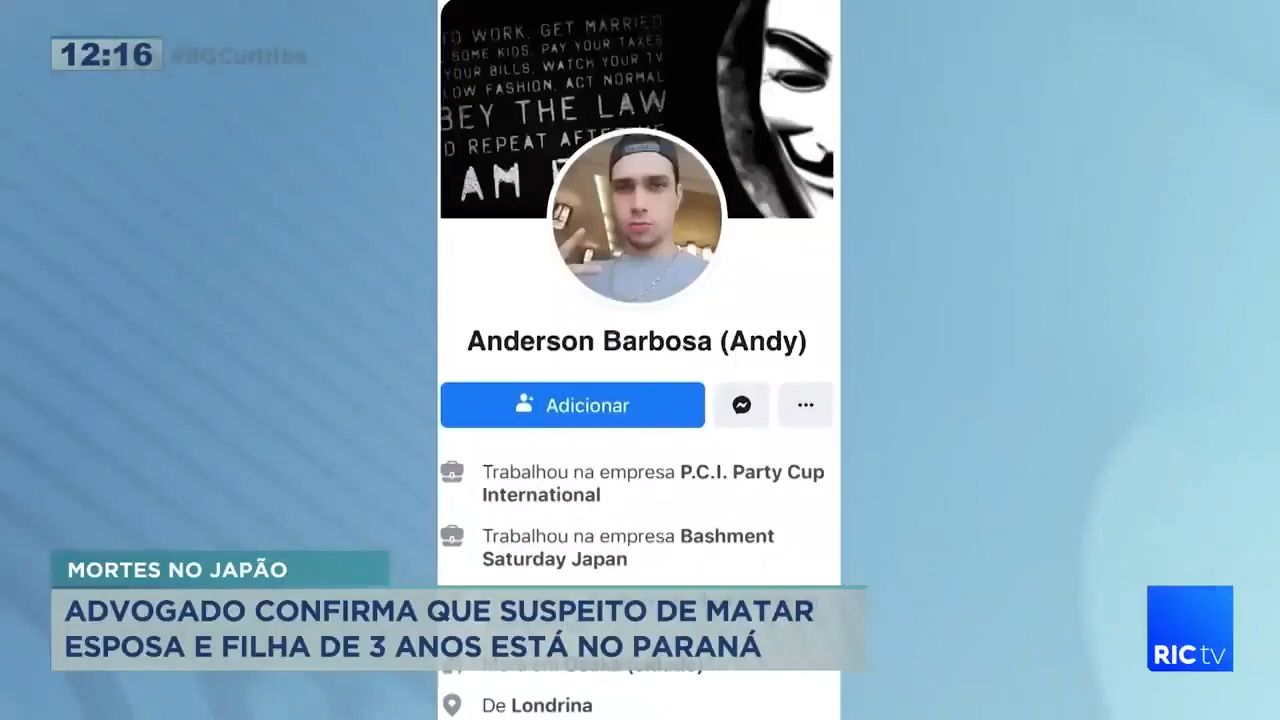 12:16 #BGCuritiba
TO WORK. GET MARRIED
SOME KIDS. PAY YOUR TAXES
YOUR BILLS. WATCH YOUR TV
LOW FASHION. ACT NORMAL
BEY THE LAW
D REPEAT AFTER ME
AM F
Anderson Barbosa (Andy)
Adicionar
Trabalhou na empresa P.C.I. Party Cup
International
Trabalhou na empresa Bashment
Saturday Japan
MORTES NO JAPÃO
ADVOGADO CONFIRMA QUE SUSPEITO DE MATAR
ESPOSA E FILHA DE 3 ANOS ESTÁ NO PARANÁ
De Londrina
RIC tv